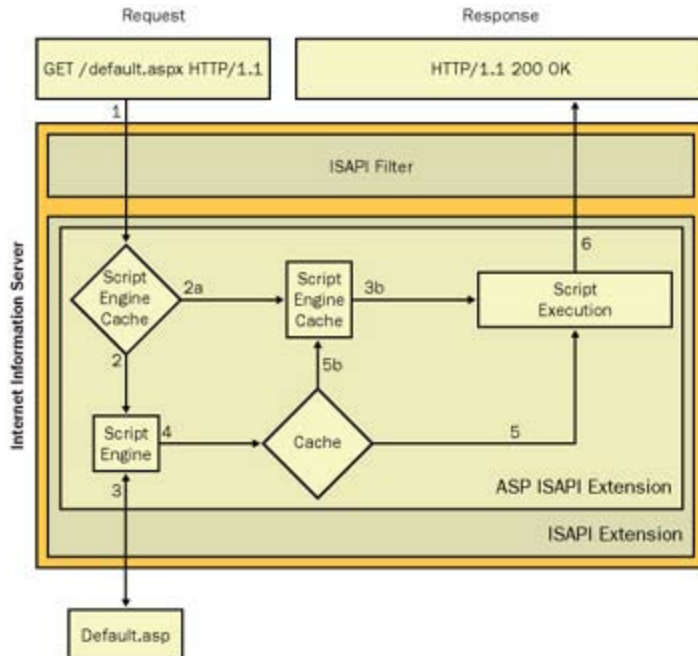 Request
Response
GET /default.aspx HTTP/1.1
HTTP/1.1 200 OK
1
ISAPI Filter
Internet Information Server
6
Script
Engine
Cache
2a
Script
Engine
Cache
3b
Script
Execution
2
5b
Script
Engine
4
Cache
5
3
ASP ISAPI Extension
ISAPI Extension
Default.asp